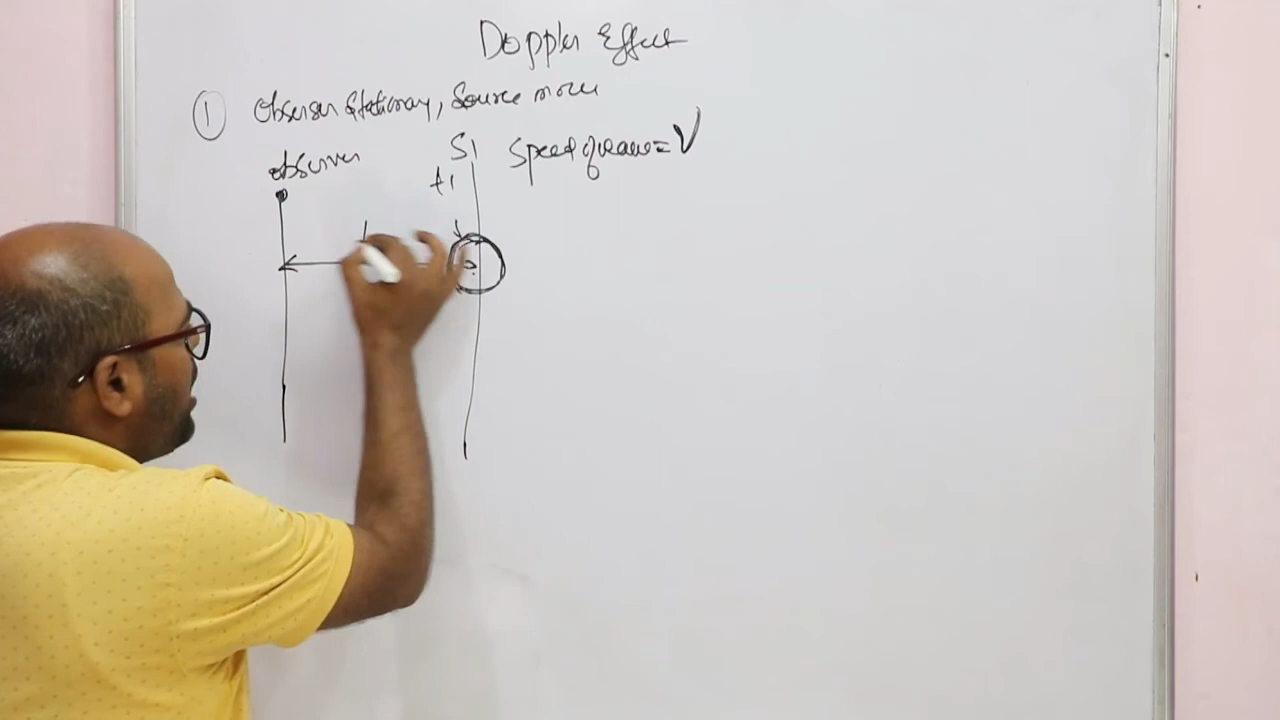 Doppler Effect
① Observer Stationary, Source move
observer S1 Speed of wave = V
t1